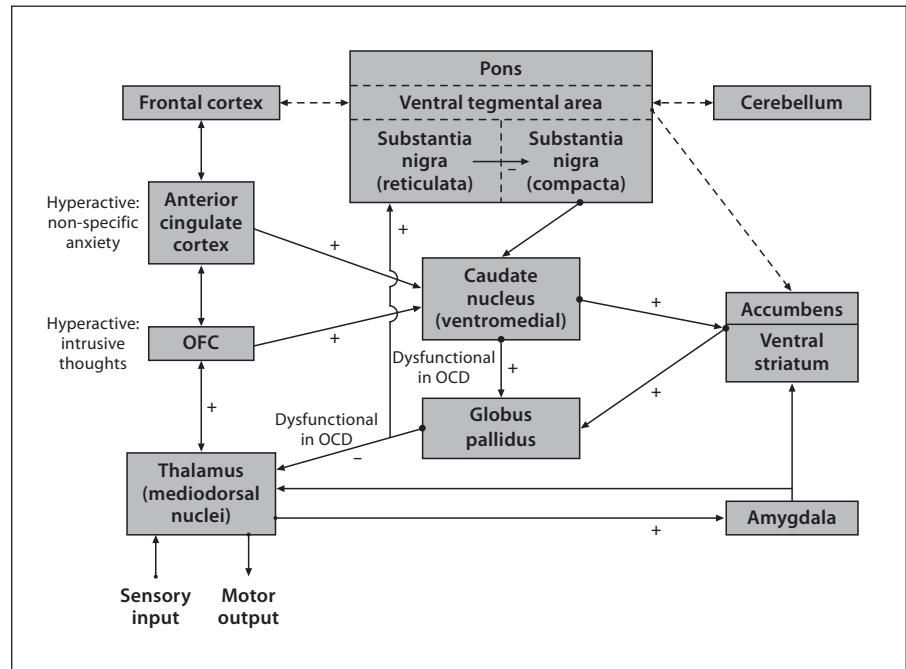 Pons
Frontal cortex
Ventral tegmental area
Cerebellum
Substantia
nigra
(reticulata)
–
Substantia
nigra
(compacta)
Hyperactive:
non-specific
anxiety
Anterior
cingulate
cortex
+
+
Caudate
nucleus
(ventromedial)
+
Accumbens
Ventral
striatum
Hyperactive:
intrusive
thoughts
OFC
+
Dysfunctional
in OCD
+
+
+
Dysfunctional
in OCD
–
Globus
pallidus
Thalamus
(mediodorsal
nuclei)
+
Amygdala
Sensory
input
Motor
output